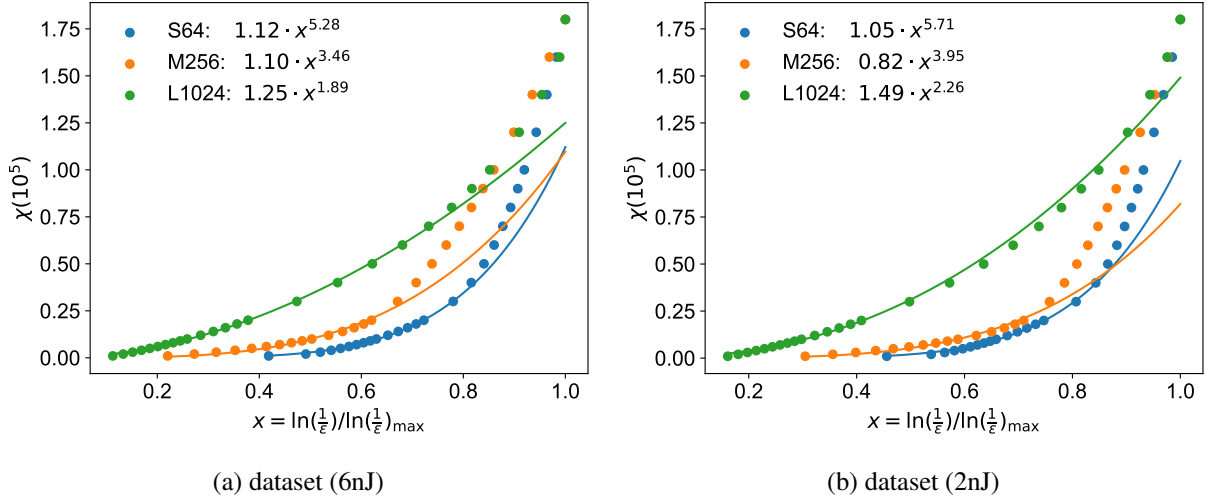 S64: 1.12 · x^5.28
M256: 1.10 · x^3.46
L1024: 1.25 · x^1.89
χ(10^5)
1.75
1.50
1.25
1.00
0.75
0.50
0.25
0.00
0.2 0.4 0.6 0.8 1.0
x = ln(1/ε)/ln(1/ε)max
(a) dataset (6nJ)
S64: 1.05 · x^5.71
M256: 0.82 · x^3.95
L1024: 1.49 · x^2.26
χ(10^5)
1.75
1.50
1.25
1.00
0.75
0.50
0.25
0.00
0.2 0.4 0.6 0.8 1.0
x = ln(1/ε)/ln(1/ε)max
(b) dataset (2nJ)